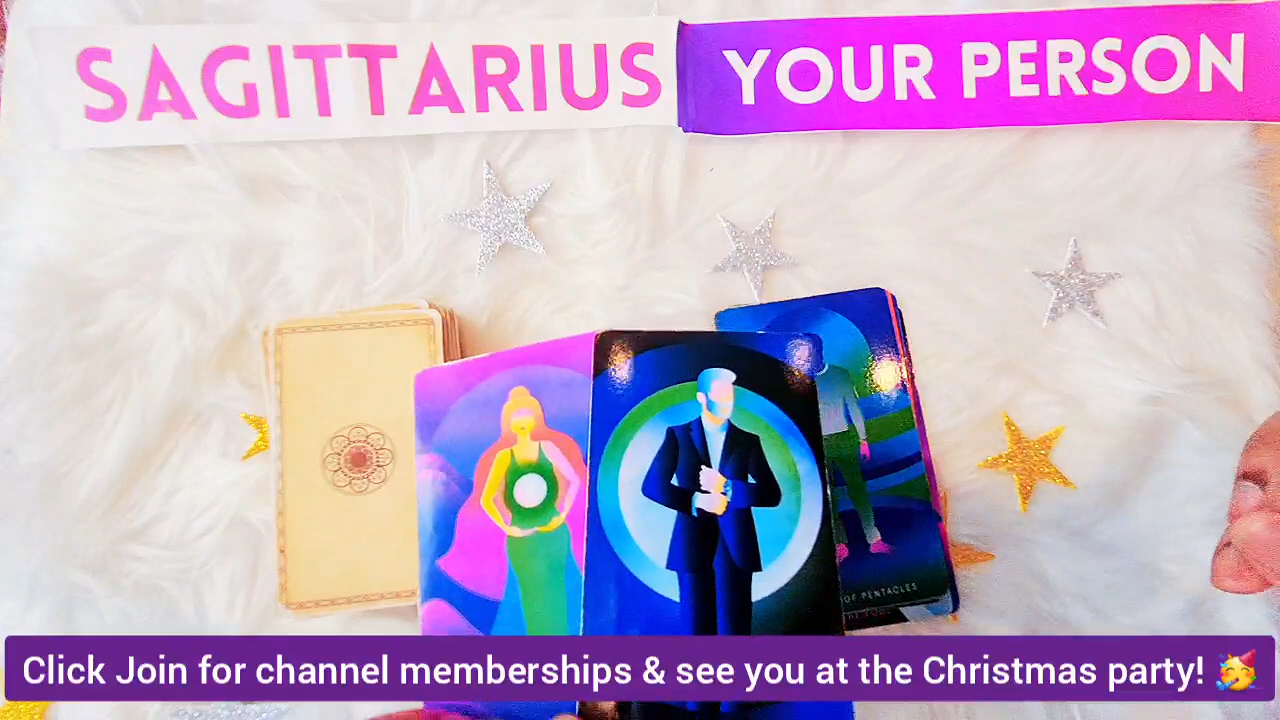 SAGITTARIUS YOUR PERSON
OF PENTACLES
Click Join for channel memberships & see you at the Christmas party! 🥳